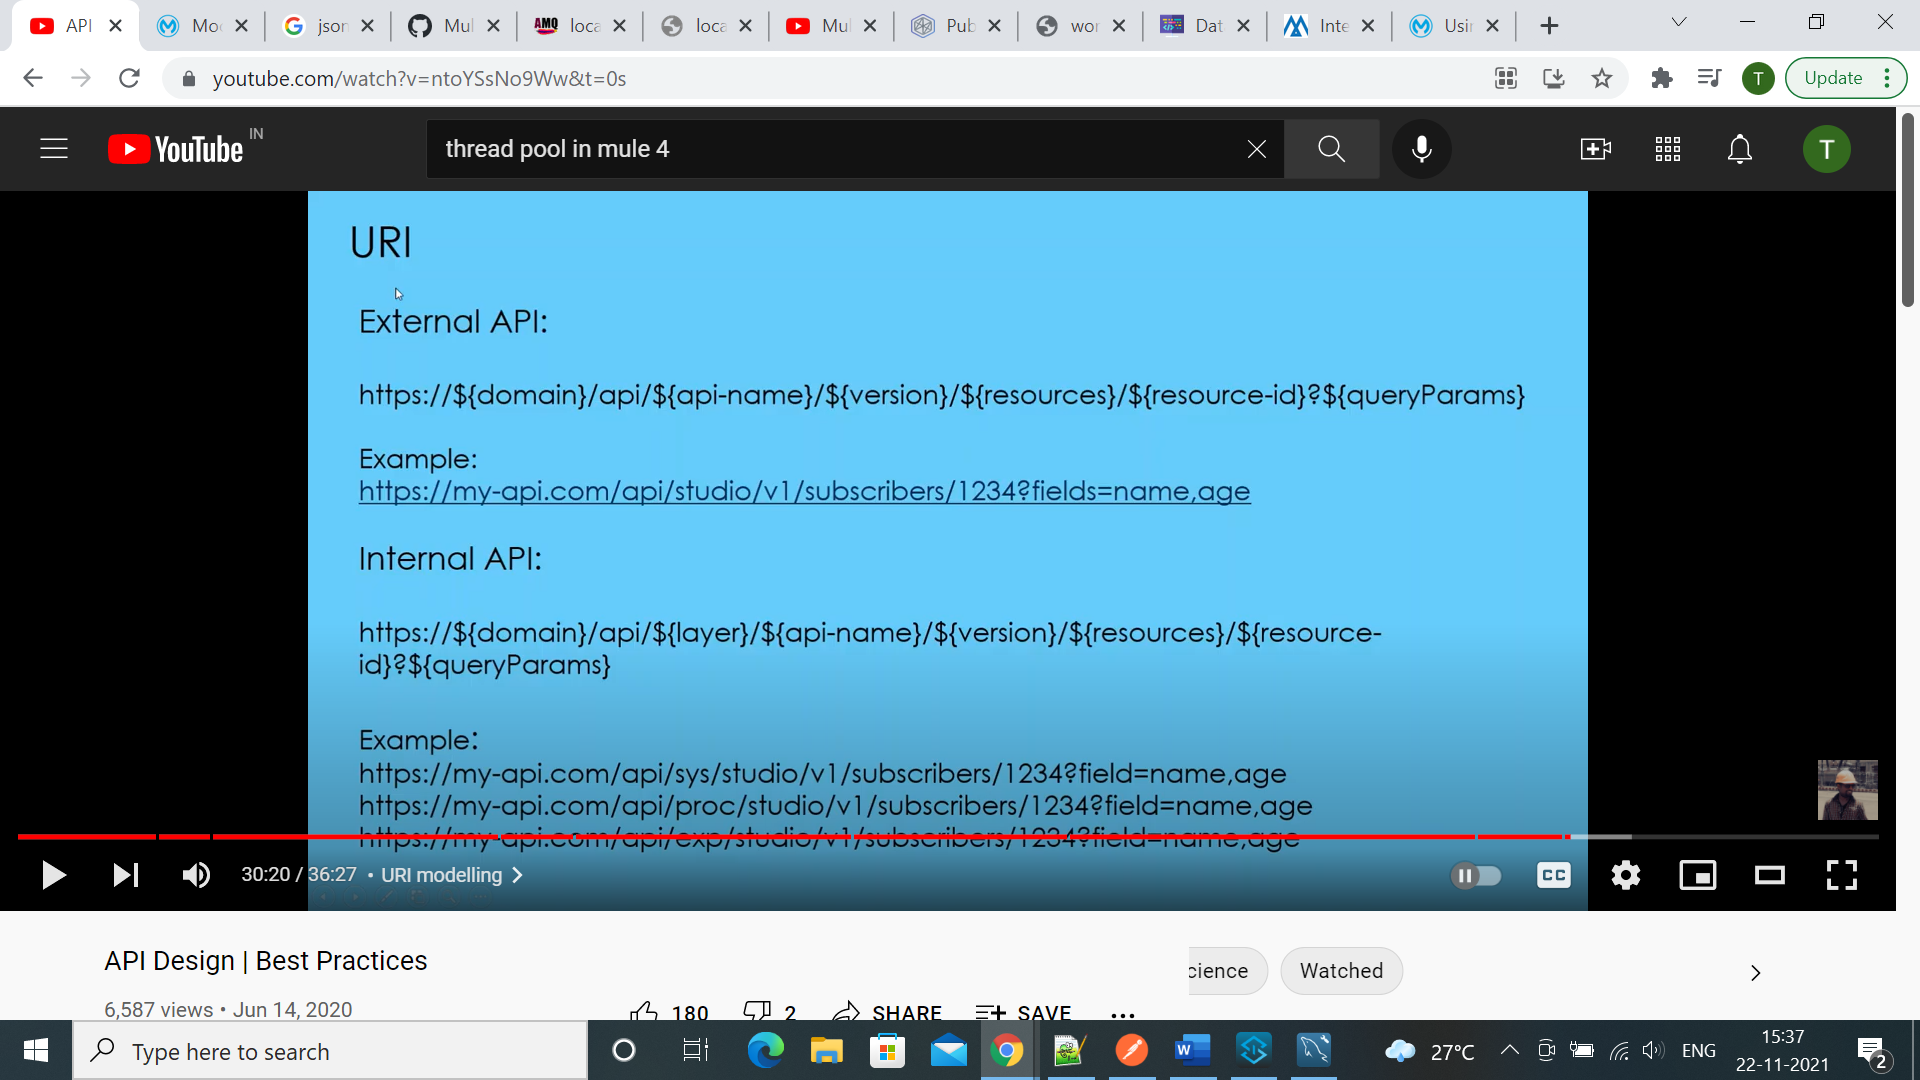 API
Moc
json
Mul
AMQ loca
loca
Mul
Pub
wor
Dat
Inte
Usin
youtube.com/watch?v=ntoYSsNo9Ww&t=0s
T
Update
YouTube IN
thread pool in mule 4
T
URI
External API:
https://${domain}/api/${api-name}/${version}/${resources}/${resource-id}?${queryParams}
Example:
https://my-api.com/api/studio/v1/subscribers/1234?fields=name,age
Internal API:
https://${domain}/api/${layer}/${api-name}/${version}/${resources}/${resource-
id}?${queryParams}
Example:
https://my-api.com/api/sys/studio/v1/subscribers/1234?field=name,age
https://my-api.com/api/proc/studio/v1/subscribers/1234?field=name,age
https://my-api.com/api/exp/studio/v1/subscribers/1234?field=name,age
30:20 / 36:27 • URI modelling
CC
API Design | Best Practices
cience
Watched
6,587 views • Jun 14, 2020
180
2
SHARE
SAVE
Type here to search
W
27°C
ENG
15:37
22-11-2021
2